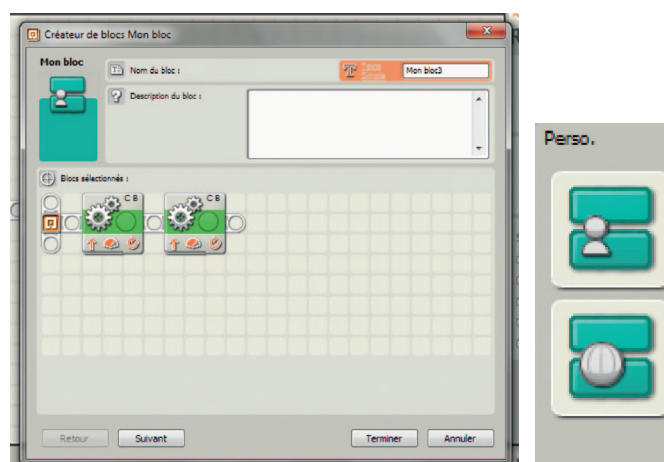 Créateur de blocs Mon bloc
Mon bloc
Nom du bloc :
Mon bloc3
Description du bloc :
Blocs sélectionnés :
C B
C B
Retour
Suivant
Terminer
Annuler
Perso.